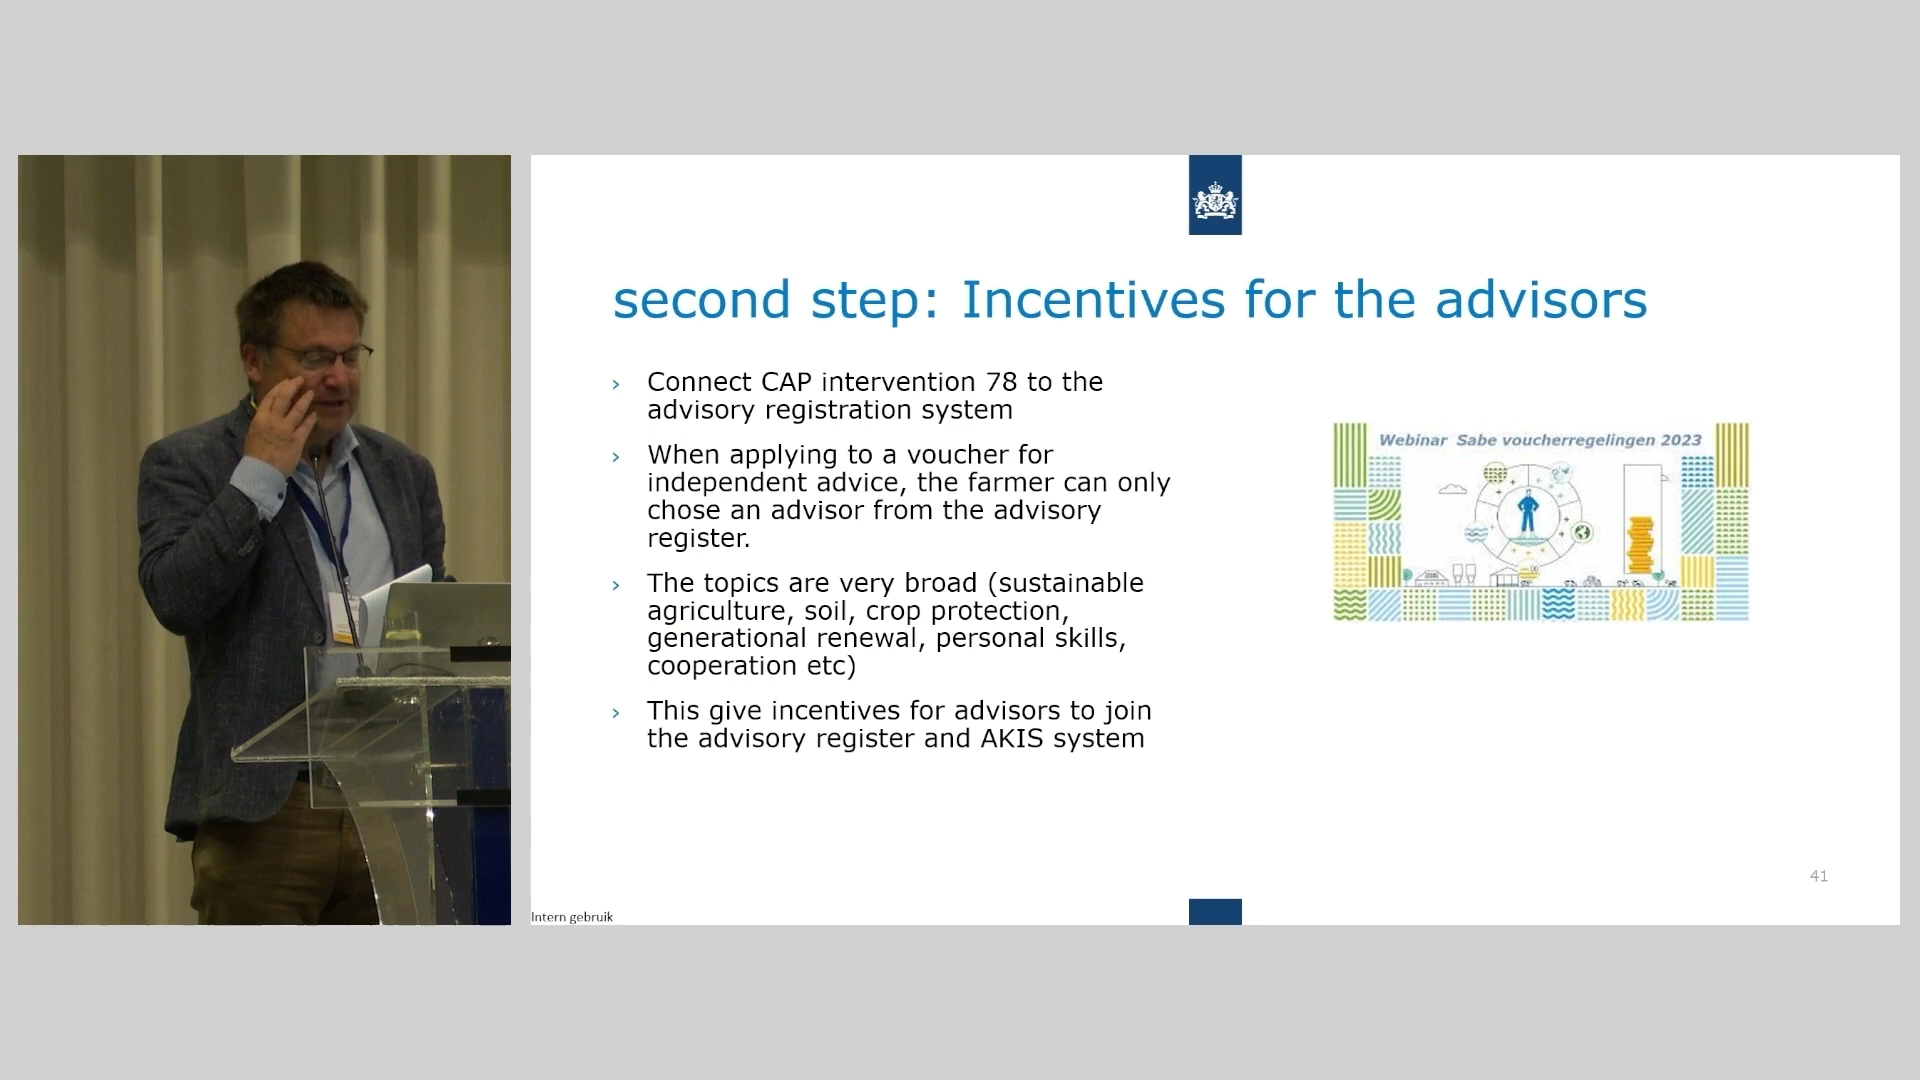 second step: Incentives for the advisors
› Connect CAP intervention 78 to the
advisory registration system
› When applying to a voucher for
independent advice, the farmer can only
chose an advisor from the advisory
register.
› The topics are very broad (sustainable
agriculture, soil, crop protection,
generational renewal, personal skills,
cooperation etc)
› This give incentives for advisors to join
the advisory register and AKIS system
Webinar Sabe voucherregelingen 2023
41
Intern gebruik